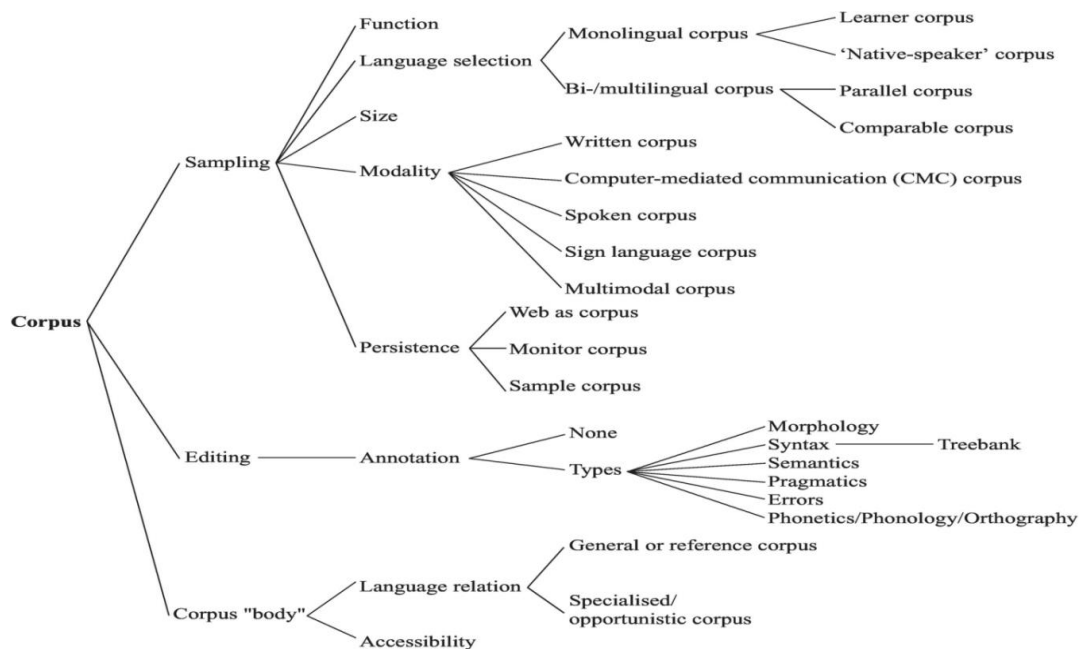 Function
Learner corpus
Monolingual corpus
Language selection
'Native-speaker' corpus
Bi-/multilingual corpus
Parallel corpus
Size
Comparable corpus
Written corpus
Sampling
Modality
Computer-mediated communication (CMC) corpus
Spoken corpus
Sign language corpus
Multimodal corpus
Web as corpus
Corpus
Persistence
Monitor corpus
Sample corpus
Morphology
None
Syntax
Treebank
Editing
Annotation
Semantics
Types
Pragmatics
Errors
Phonetics/Phonology/Orthography
General or reference corpus
Language relation
Corpus "body"
Specialised/
opportunistic corpus
Accessibility